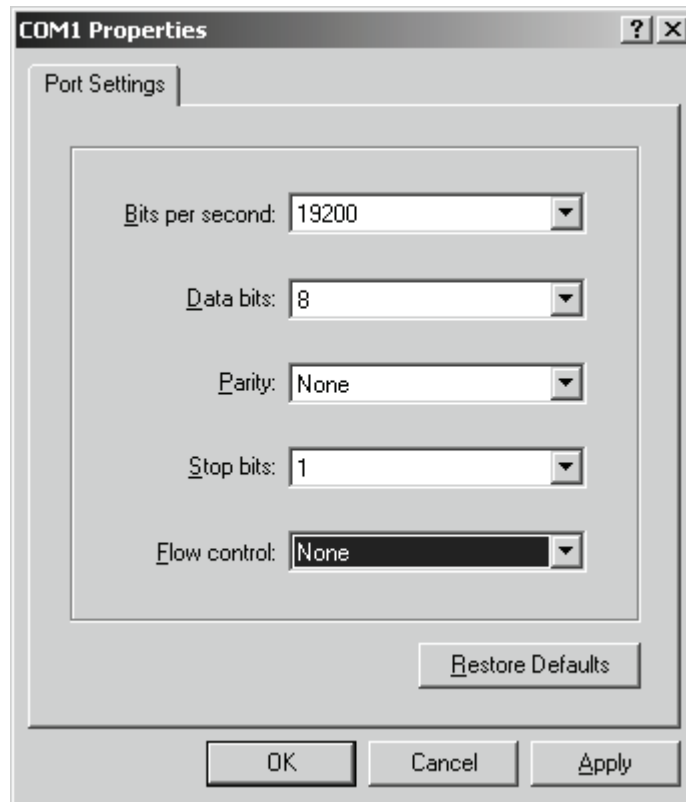 COM1 Properties
Port Settings
Bits per second: 19200
Data bits: 8
Parity: None
Stop bits: 1
Flow control: None
Restore Defaults
OK Cancel Apply